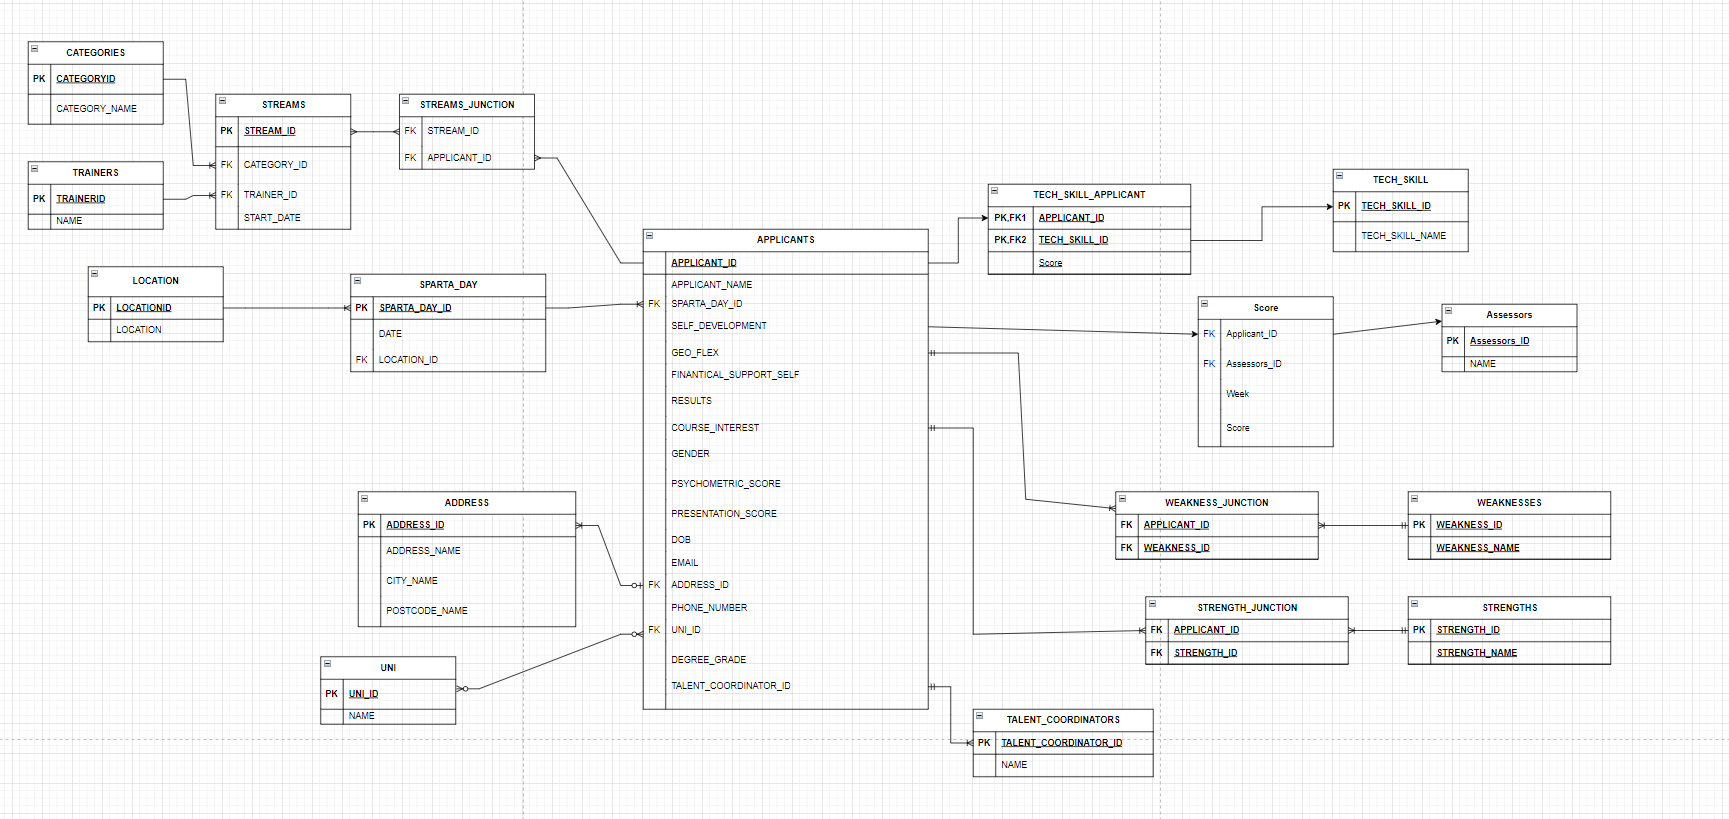 CATEGORIES
PK CATEGORYID
CATEGORY_NAME
TRAINERS
PK TRAINERID
NAME
STREAMS
PK STREAM_ID
FK CATEGORY_ID
FK TRAINER_ID
START_DATE
STREAMS_JUNCTION
FK STREAM_ID
FK APPLICANT_ID
LOCATION
PK LOCATIONID
LOCATION
SPARTA_DAY
PK SPARTA_DAY_ID
DATE
FK LOCATION_ID
APPLICANTS
APPLICANT_ID
APPLICANT_NAME
FK SPARTA_DAY_ID
SELF_DEVELOPMENT
GEO_FLEX
FINANTICAL_SUPPORT_SELF
RESULTS
COURSE_INTEREST
GENDER
PSYCHOMETRIC_SCORE
PRESENTATION_SCORE
DOB
EMAIL
FK ADDRESS_ID
PHONE_NUMBER
FK UNI_ID
DEGREE_GRADE
TALENT_COORDINATOR_ID
ADDRESS
PK ADDRESS_ID
ADDRESS_NAME
CITY_NAME
POSTCODE_NAME
UNI
PK UNI_ID
NAME
TECH_SKILL_APPLICANT
PK,FK1 APPLICANT_ID
PK,FK2 TECH_SKILL_ID
Score
TECH_SKILL
PK TECH_SKILL_ID
TECH_SKILL_NAME
Score
FK Applicant_ID
FK Assessors_ID
Week
Score
Assessors
PK Assessors_ID
NAME
WEAKNESS_JUNCTION
FK APPLICANT_ID
FK WEAKNESS_ID
WEAKNESSES
PK WEAKNESS_ID
WEAKNESS_NAME
STRENGTH_JUNCTION
FK APPLICANT_ID
FK STRENGTH_ID
STRENGTHS
PK STRENGTH_ID
STRENGTH_NAME
TALENT_COORDINATORS
PK TALENT_COORDINATOR_ID
NAME